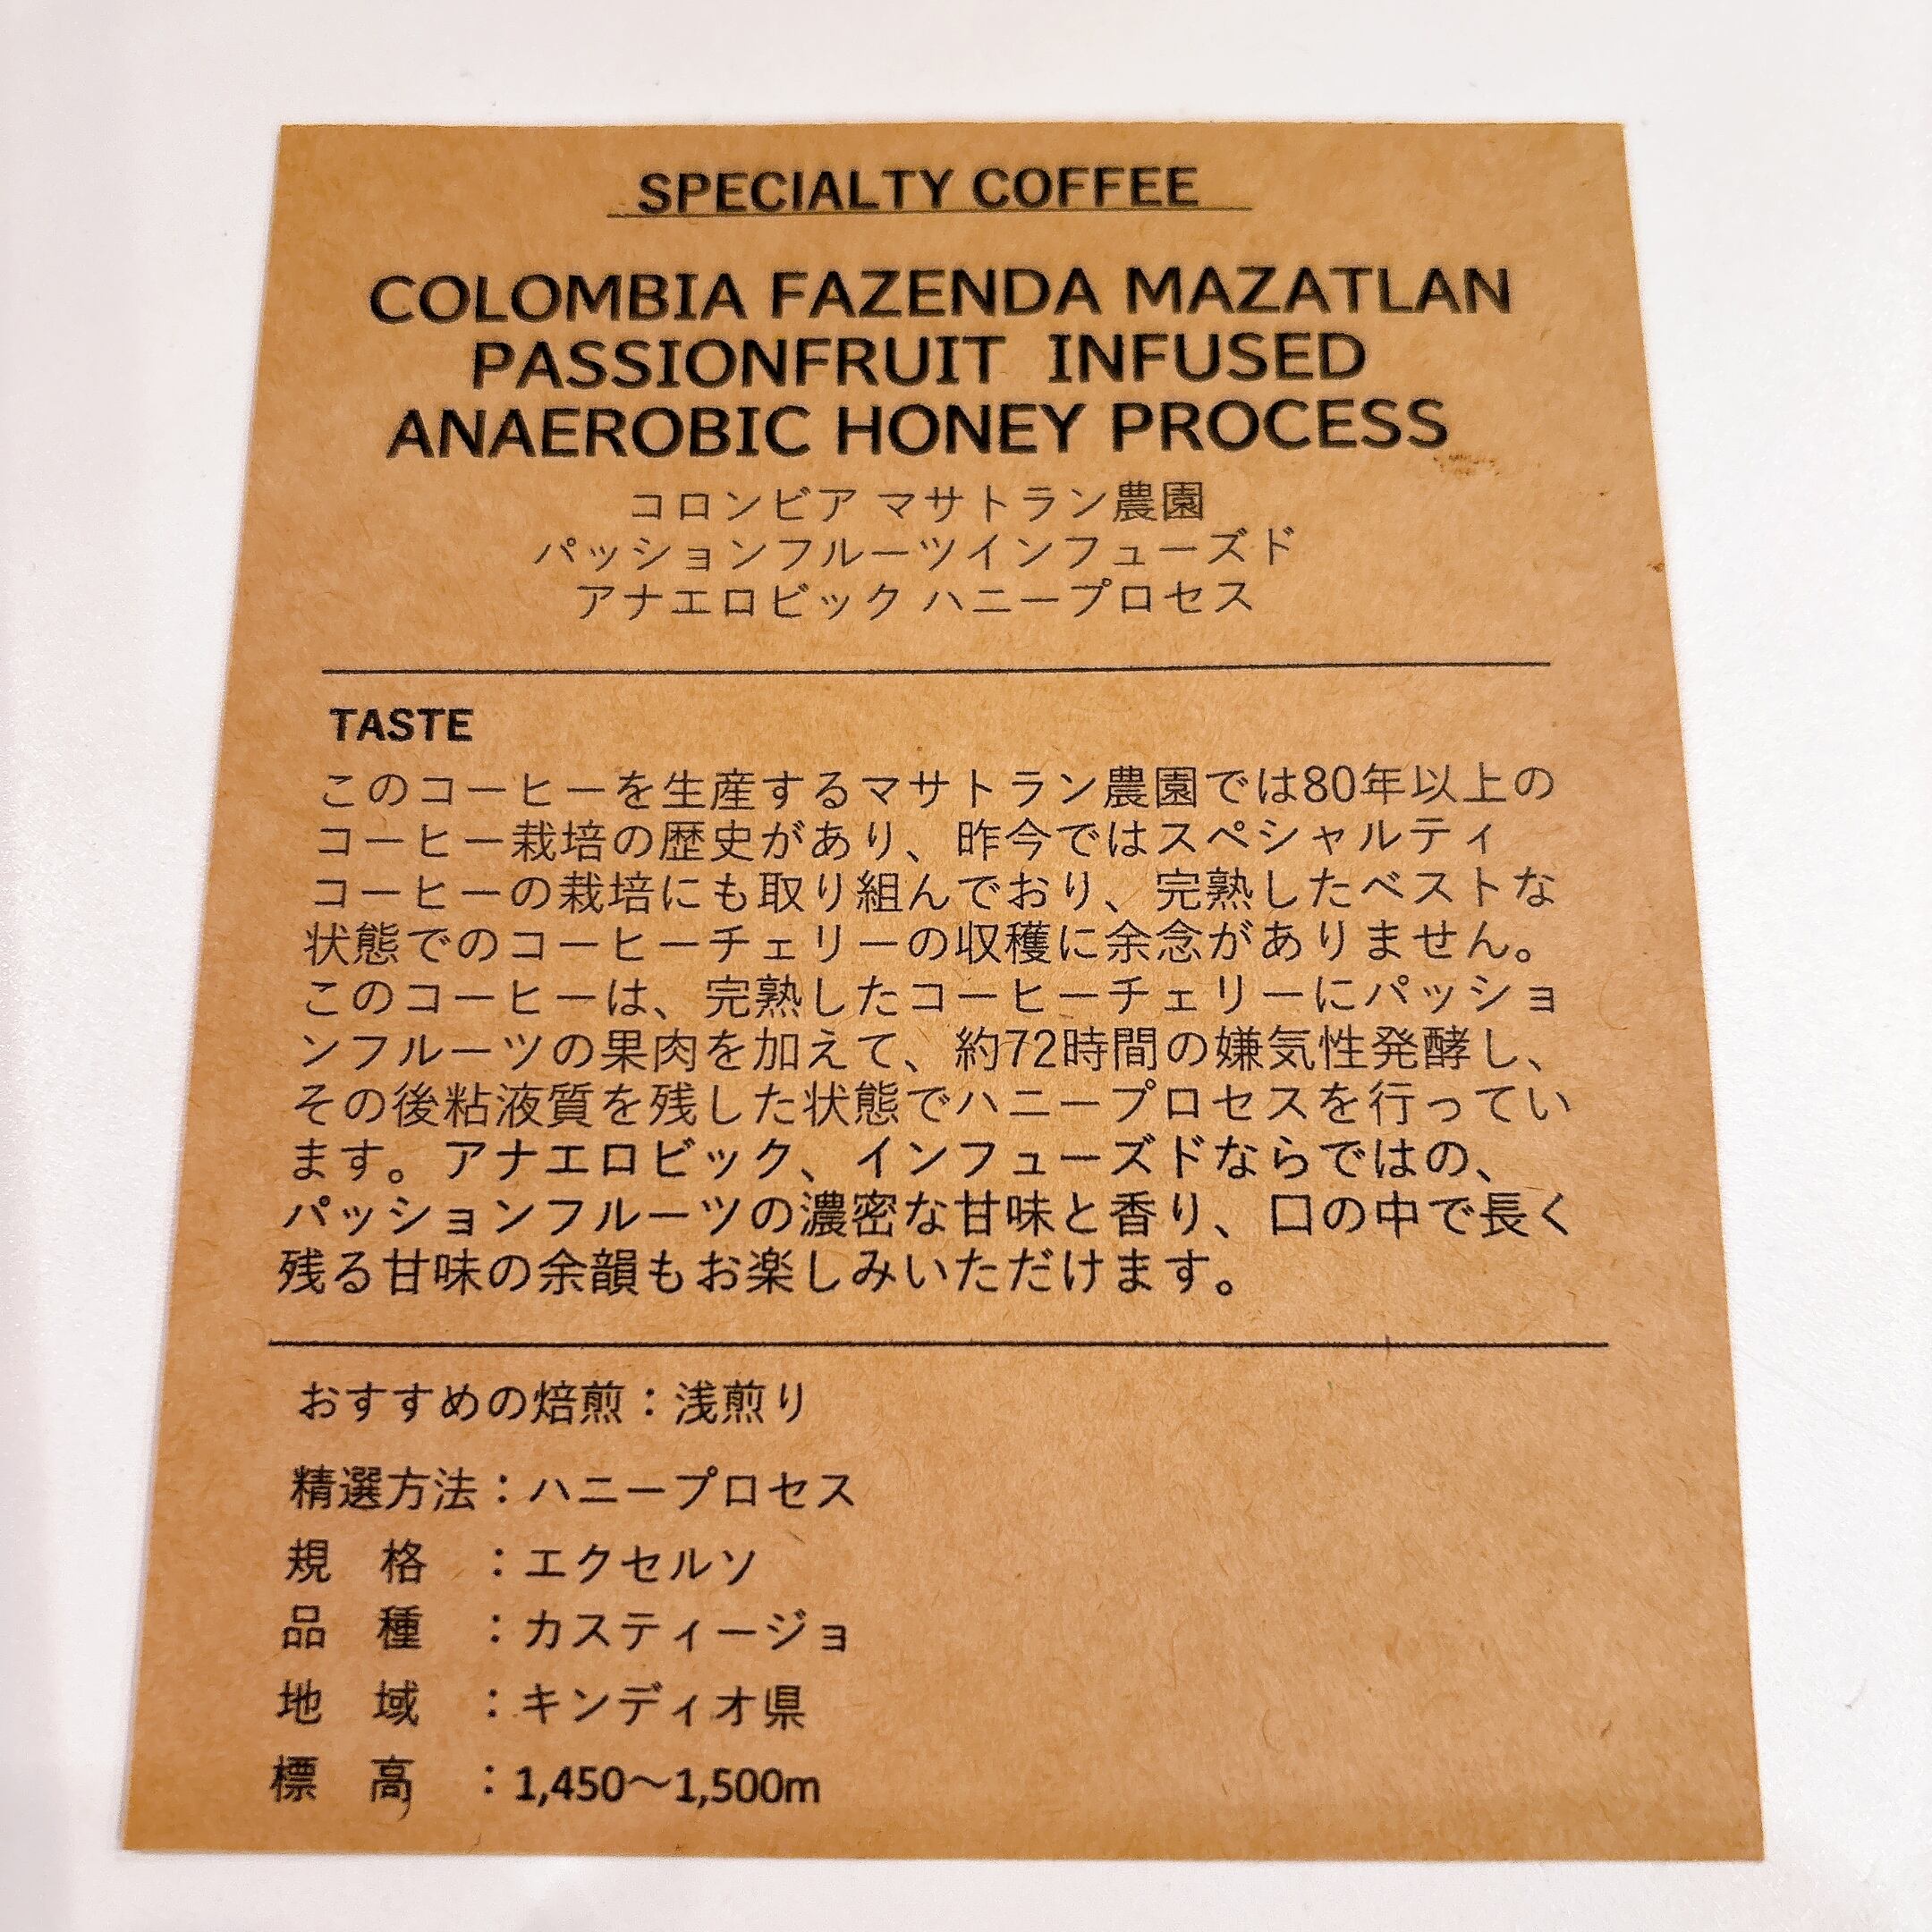 SPECIALTY COFFEE
COLOMBIA FAZENDA MAZATLAN
PASSIONFRUIT INFUSED
ANAEROBIC HONEY PROCESS
コロンビア マサトラン農園
パッションフルーツインフューズド
アナエロビック ハニープロセス
TASTE
このコーヒーを生産するマサトラン農園では80年以上の
コーヒー栽培の歴史があり、昨今ではスペシャルティ
コーヒーの栽培にも取り組んでおり、完熟したベストな
状態でのコーヒーチェリーの収穫に余念がありません。
このコーヒーは、完熟したコーヒーチェリーにパッショ
ンフルーツの果肉を加えて、約72時間の嫌気性発酵し、
その後粘液質を残した状態でハニープロセスを行ってい
ます。アナエロビック、インフューズドならではの、
パッションフルーツの濃密な甘味と香り、口の中で長く
残る甘味の余韻もお楽しみいただけます。
おすすめの焙煎：浅煎り
精選方法：ハニープロセス
規　格　：エクセルソ
品　種　：カスティージョ
地　域　：キンディオ県
標　高　：1,450～1,500m